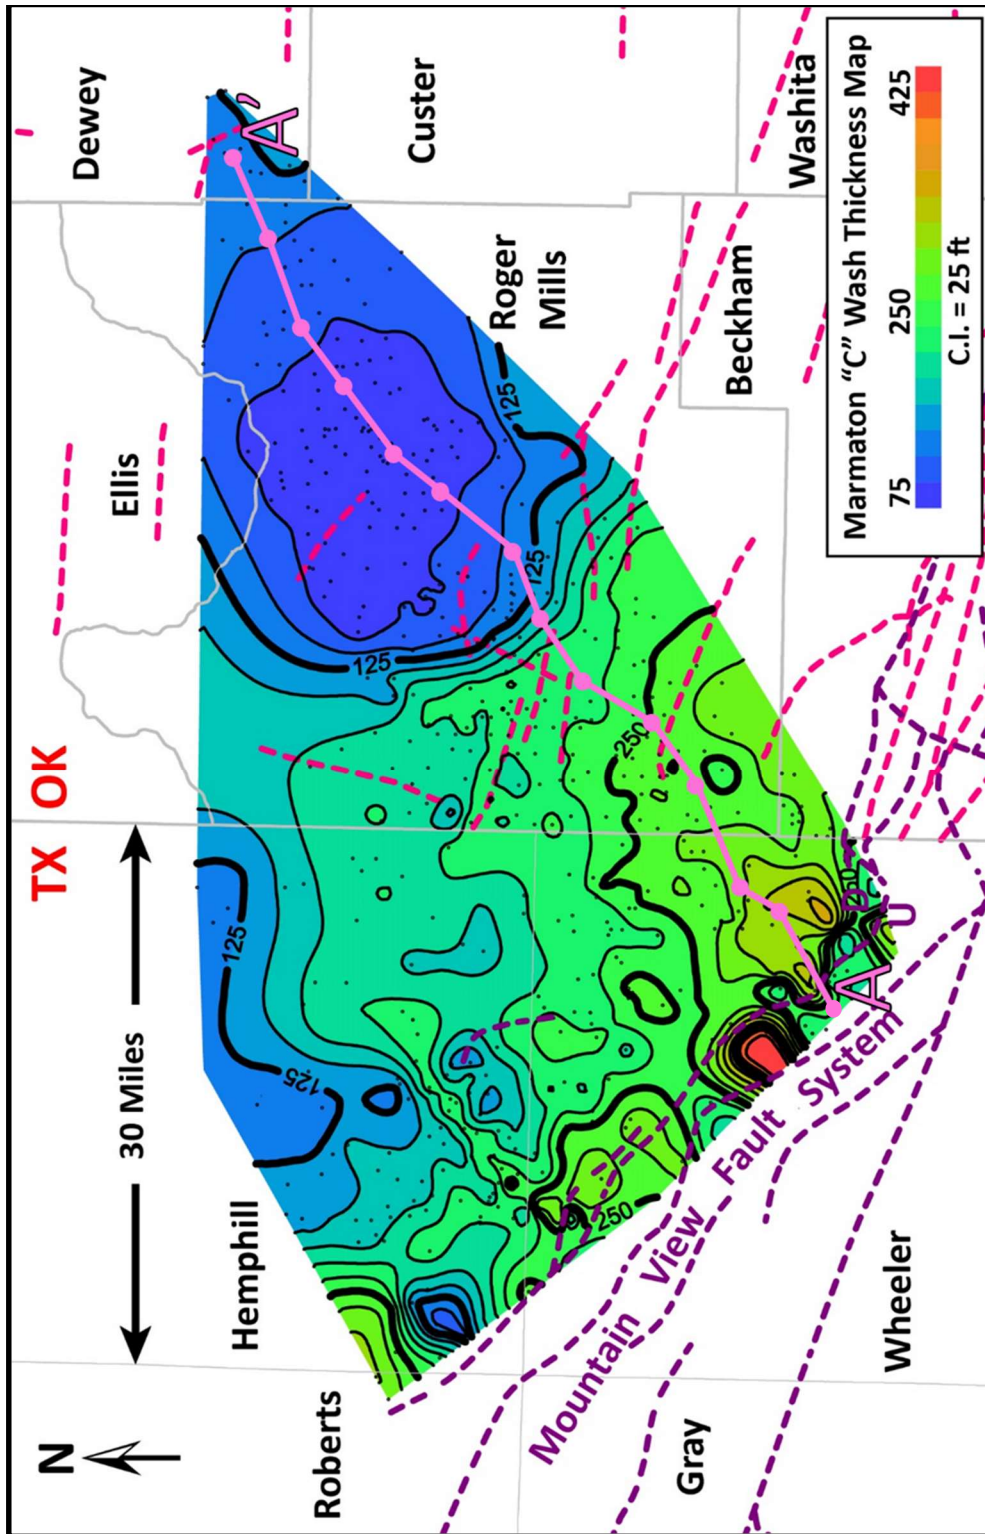 N
30 Miles
TX OK
Dewey
Ellis
A’
Custer
Roger
Mills
Hemphill
Roberts
125
125
125
125
125
250
250
250
Beckham
Washita
Mountain View Fault System
A
D
U
Gray
Wheeler
Marmaton “C” Wash Thickness Map
75 250 425
C.I. = 25 ft